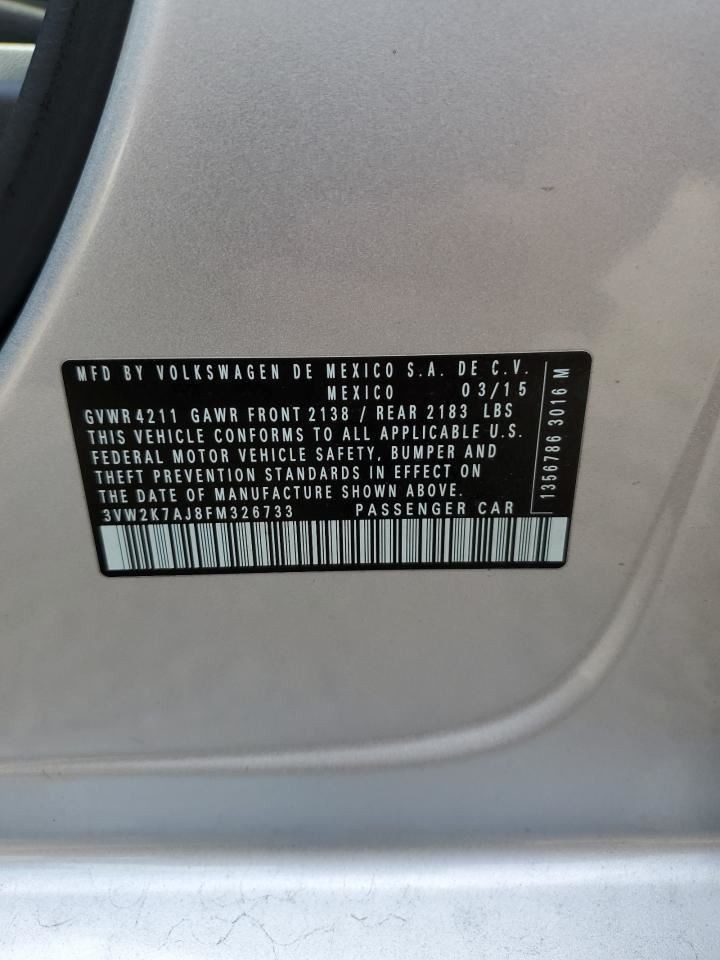 MFD BY VOLKSWAGEN DE MEXICO S.A. DE C.V.
MEXICO 03/15
GVWR 4211 GAWR FRONT 2138 / REAR 2183 LBS
THIS VEHICLE CONFORMS TO ALL APPLICABLE U.S.
FEDERAL MOTOR VEHICLE SAFETY, BUMPER AND
THEFT PREVENTION STANDARDS IN EFFECT ON
THE DATE OF MANUFACTURE SHOWN ABOVE.
3VW2K7AJ8FM326733 PASSENGER CAR
1356786 3016 M